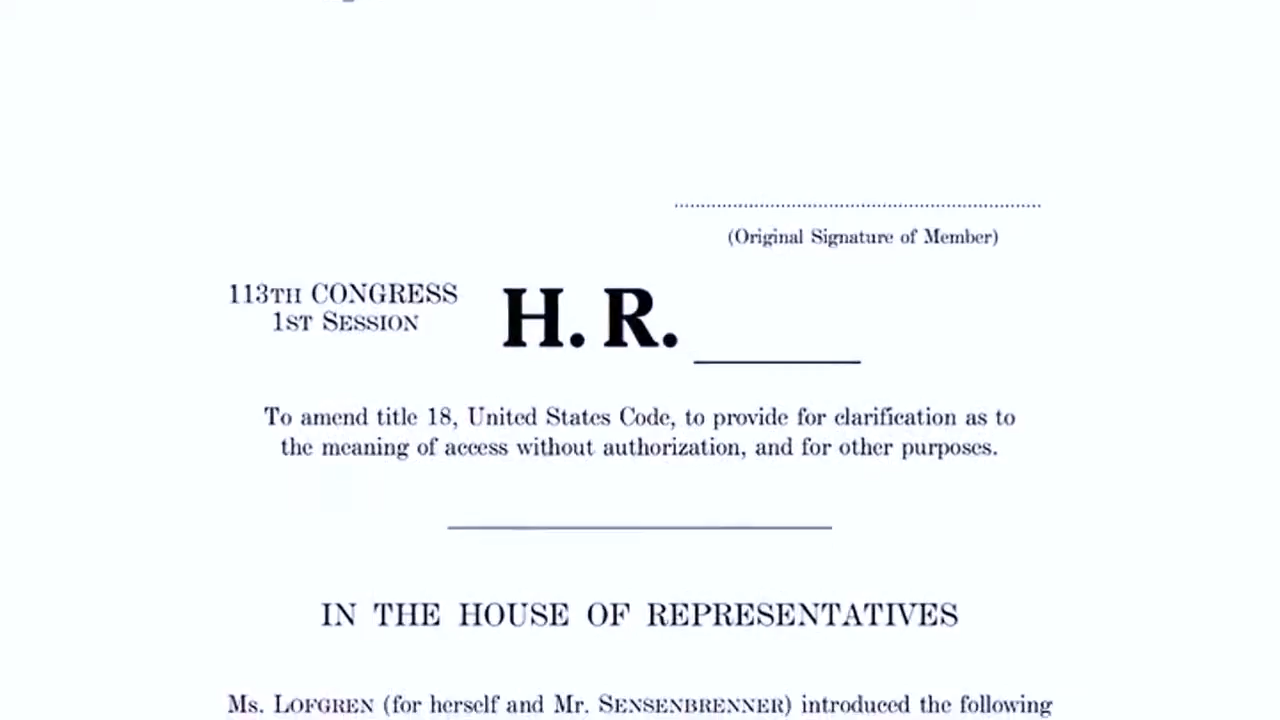 (Original Signature of Member)
113TH CONGRESS
1ST SESSION
H. R.
To amend title 18, United States Code, to provide for clarification as to
the meaning of access without authorization, and for other purposes.
IN THE HOUSE OF REPRESENTATIVES
Ms. LOFGREN (for herself and Mr. SENSENBRENNER) introduced the following